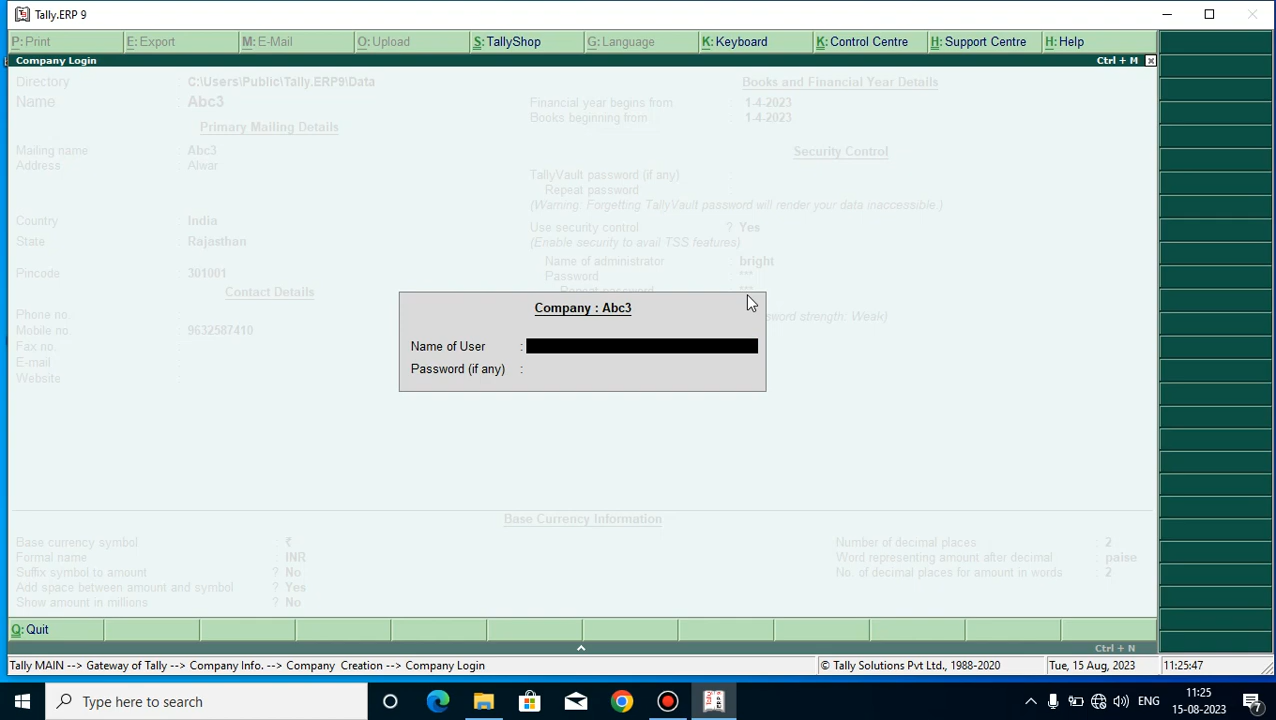 Tally.ERP 9
P: Print E: Export M: E-Mail O: Upload S: TallyShop G: Language K: Keyboard K: Control Centre H: Support Centre H: Help
Company Login Ctrl + M
Directory : C:\Users\Public\Tally.ERP9\Data
Name : Abc3
Primary Mailing Details
Mailing name : Abc3
Address : Alwar
Country : India
State : Rajasthan
Pincode : 301001
Contact Details
Phone no. :
Mobile no. : 9632587410
Fax no. :
E-mail :
Website :
Books and Financial Year Details
Financial year begins from : 1-4-2023
Books beginning from : 1-4-2023
Security Control
TallyVault password (if any) :
Repeat password
(Warning: Forgetting TallyVault password will render your data inaccessible.)
Use security control ? Yes
(Enable security to avail TSS features)
Name of administrator : bright
Password : ***
Repeat password : ***
sword strength: Weak)
Company : Abc3
Name of User :
Password (if any) :
Base Currency Information
Base currency symbol : ₹
Formal name : INR
Suffix symbol to amount ? No
Add space between amount and symbol ? Yes
Show amount in millions ? No
Number of decimal places : 2
Word representing amount after decimal : paise
No. of decimal places for amount in words : 2
Q: Quit
Ctrl + N
Tally MAIN --> Gateway of Tally --> Company Info. --> Company Creation --> Company Login © Tally Solutions Pvt Ltd., 1988-2020 Tue, 15 Aug, 2023 11:25:47
Type here to search ENG 11:25
15-08-2023 7